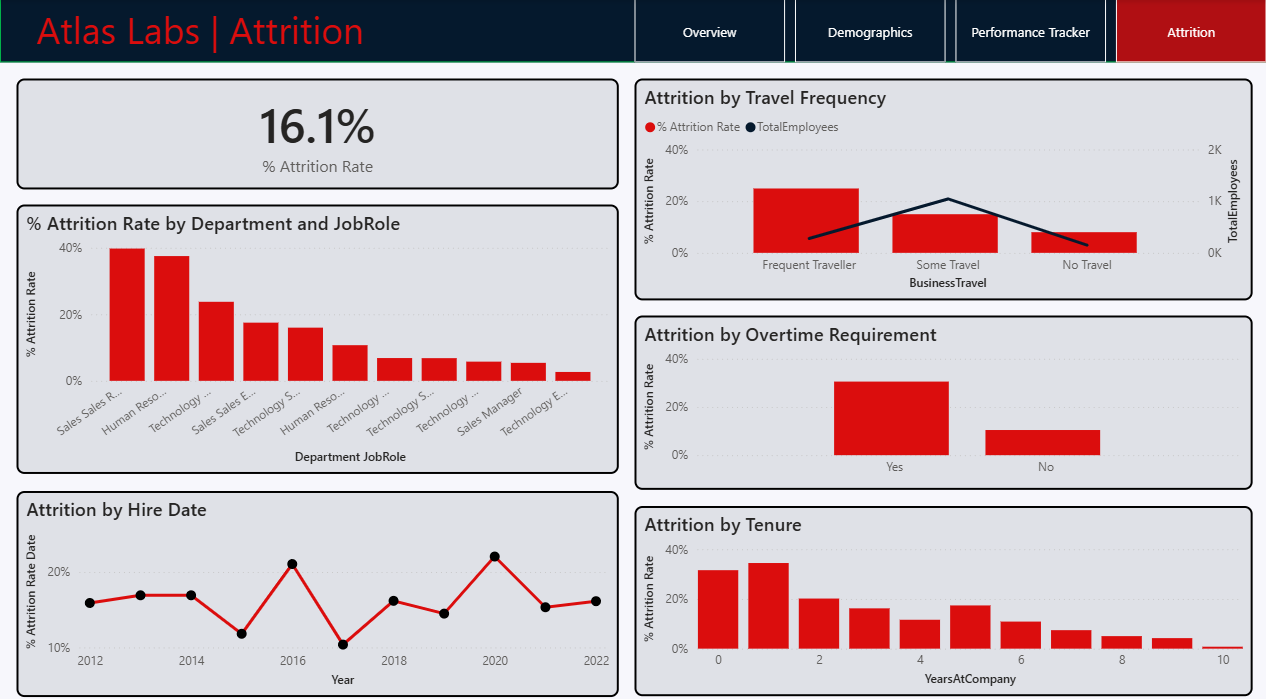 Atlas Labs | Attrition
Overview
Demographics
Performance Tracker
Attrition
16.1%
% Attrition Rate
% Attrition Rate by Department and JobRole
% Attrition Rate
40%
20%
0%
Sales Sales R...
Human Reso...
Technology ...
Sales Sales E...
Technology S...
Human Reso...
Technology ...
Technology S...
Technology ...
Sales Manager
Technology E...
Department JobRole
Attrition by Hire Date
% Attrition Rate Date
20%
10%
2012 2014 2016 2018 2020 2022
Year
Attrition by Travel Frequency
% Attrition Rate TotalEmployees
% Attrition Rate
40%
20%
0%
2K
1K
0K
TotalEmployees
Frequent Traveller Some Travel No Travel
BusinessTravel
Attrition by Overtime Requirement
% Attrition Rate
40%
20%
0%
Yes No
Attrition by Tenure
% Attrition Rate
40%
20%
0%
0 2 4 6 8 10
YearsAtCompany